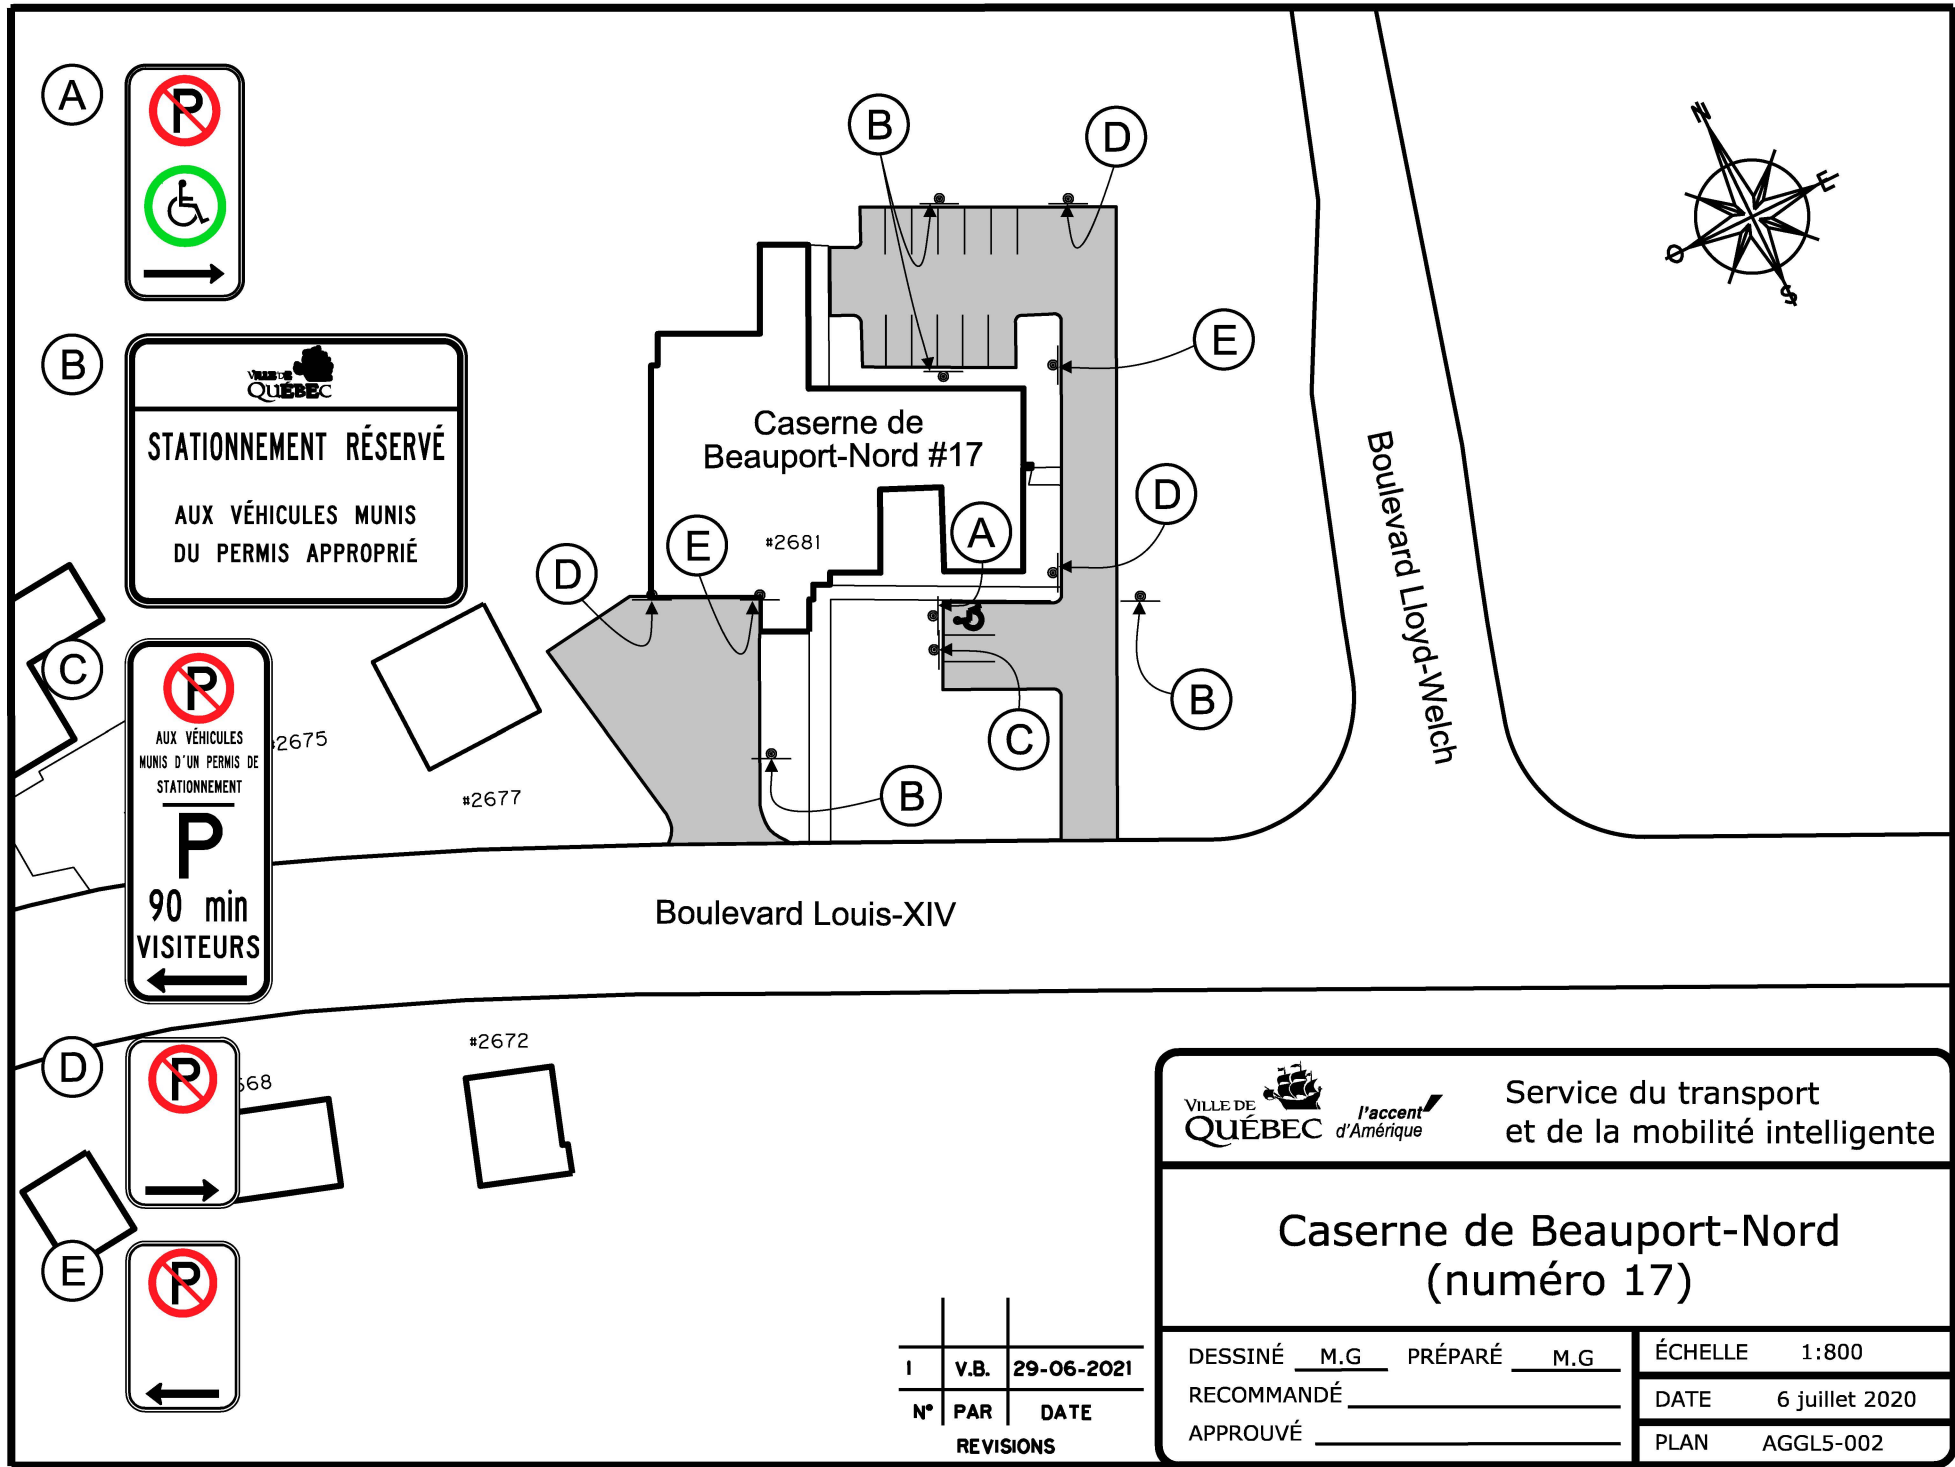 A
P
B
VILLE DE
QUÉBEC
STATIONNEMENT RÉSERVÉ
AUX VÉHICULES MUNIS
DU PERMIS APPROPRIÉ
C
P
AUX VÉHICULES
MUNIS D'UN PERMIS DE
STATIONNEMENT
P
90 min
VISITEURS
D
P
E
P
B
D
N
E
O
S
E
Caserne de
Beauport-Nord #17
D
A
E
#2681
D
B
C
B
#2675
#2677
Boulevard Lloyd-Welch
Boulevard Louis-XIV
#2672
668
VILLE DE
QUÉBEC
l'accent
d'Amérique
Service du transport
et de la mobilité intelligente
Caserne de Beauport-Nord
(numéro 17)
DESSINÉ M.G PRÉPARÉ M.G
RECOMMANDÉ
APPROUVÉ
ÉCHELLE 1:800
DATE 6 juillet 2020
PLAN AGGL5-002
1 V.B. 29-06-2021
N° PAR DATE
REVISIONS